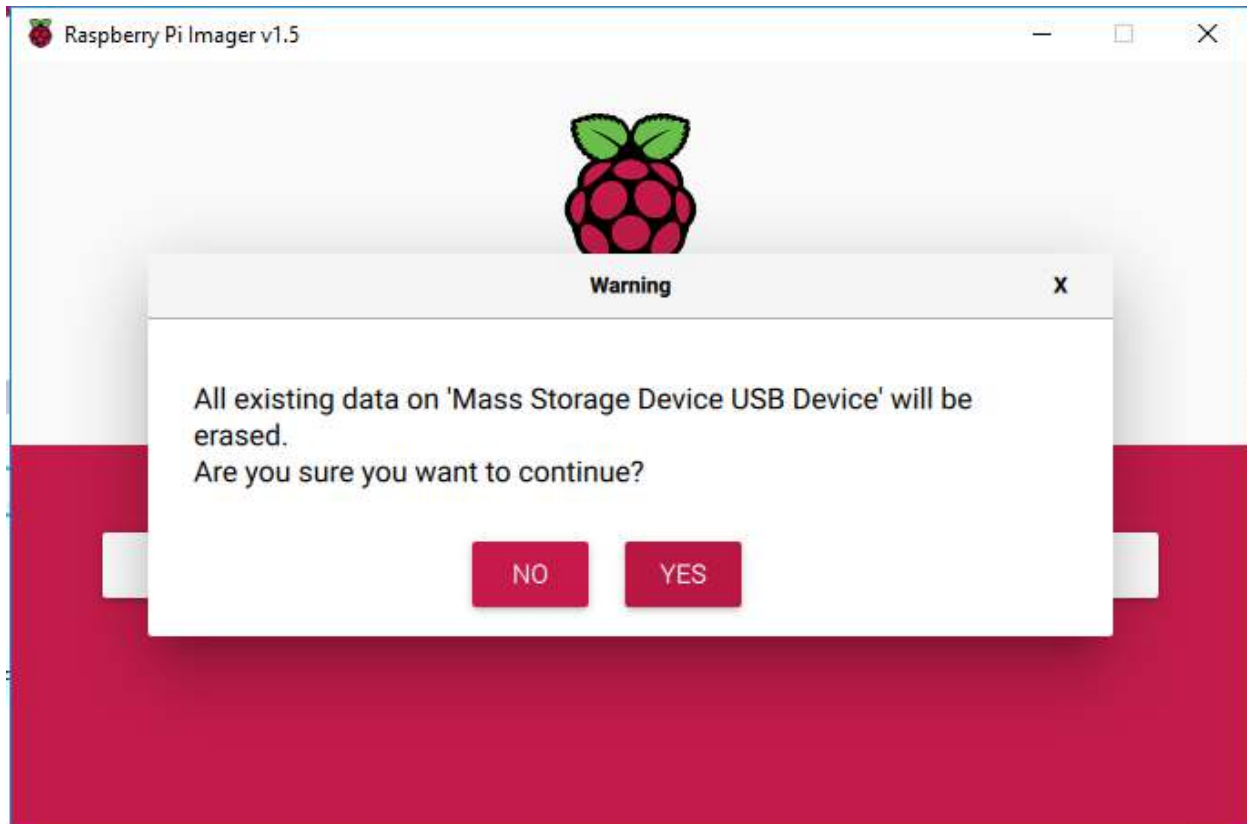 Raspberry Pi Imager v1.5
Warning
X
All existing data on 'Mass Storage Device USB Device' will be
erased.
Are you sure you want to continue?
NO YES